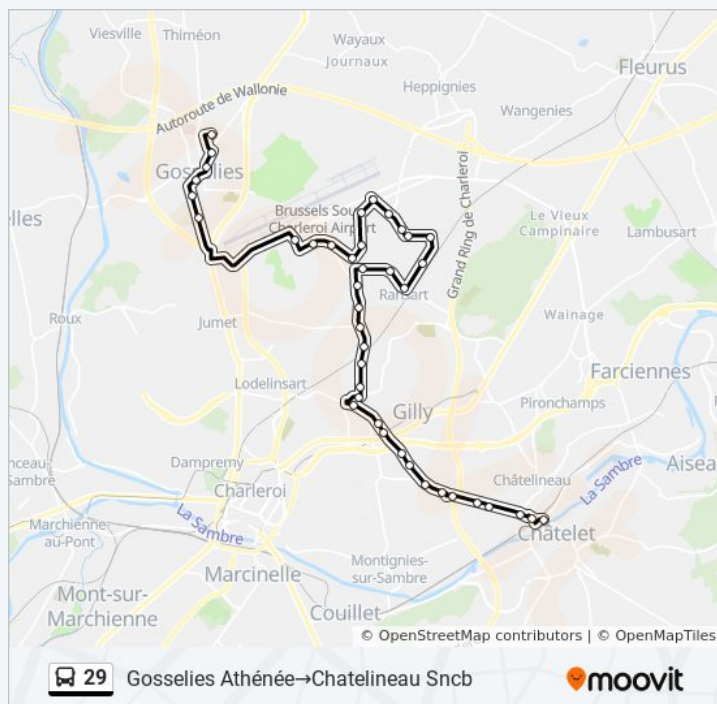 Viesville
Thiméon
Wayaux
Journaux
Fleurus
Heppignies
Autoroute de Wallonie
Wangenies
Gosselies
Grand Ring de Charleroi
elles
Brussels Sou
Charleroi Airport
Le Vieux
Campinaire
Lambusart
Ransart
Roux
Jumet
Wainage
Farciennes
Lodelinsart
Pironchamps
Gilly
nceau-
Sambre
Dampremy
Châtelineau
Aisea
La Sambre
Charleroi
La Sambre
Marchienne
-au-Pont
Châtelet
Montignies-
sur-Sambre
Marcinelle
Mont-sur-
Marchienne
Couillet
© OpenStreetMap contributors | © OpenMapTiles
29 Gosselies Athénée→Chatelineau Sncb
moovit